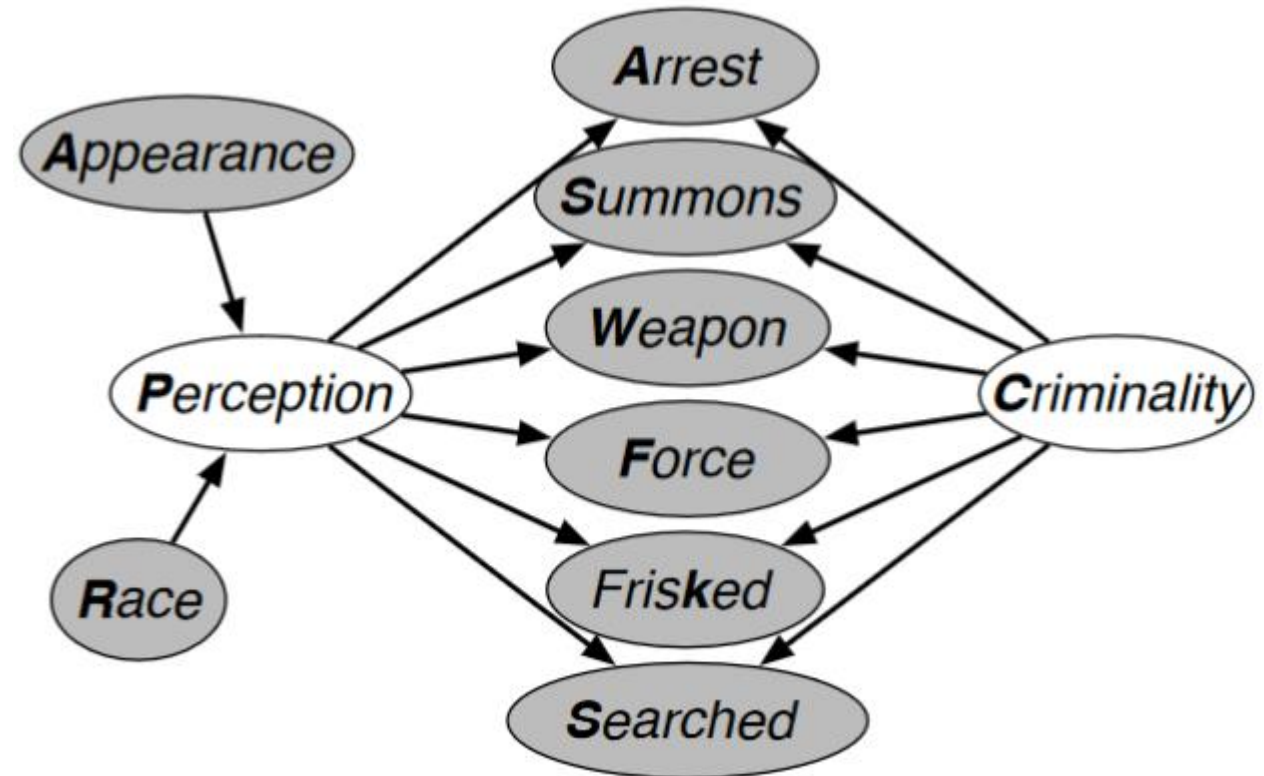 Arrest
Appearance
Summons
Weapon
Perception
Criminality
Force
Frisked
Race
Searched